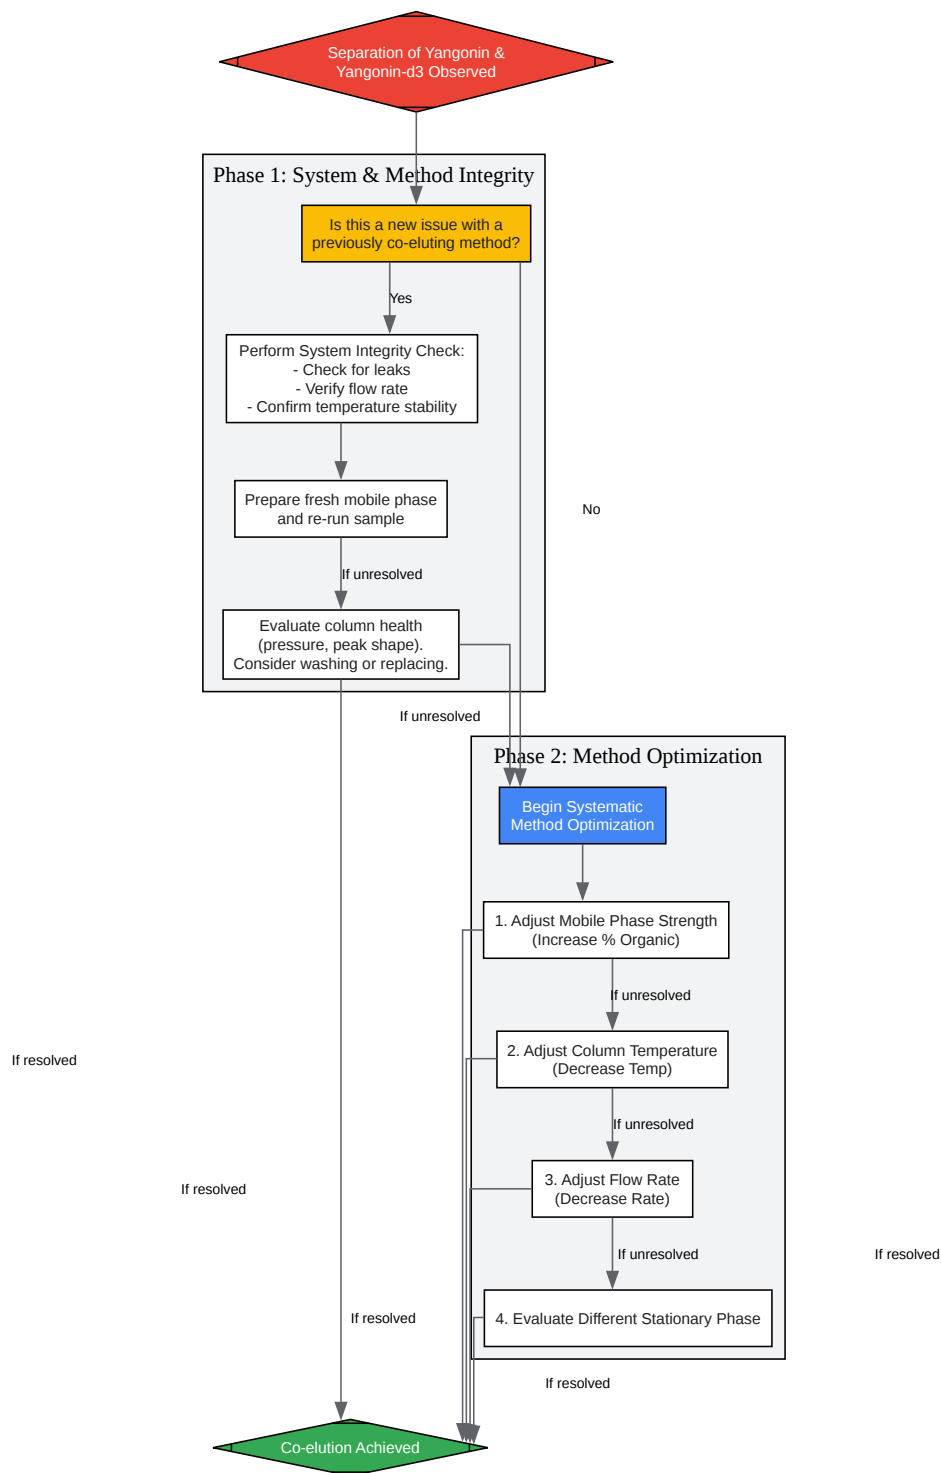 Separation of Yangonin &
Yangonin-d3 Observed
Phase 1: System & Method Integrity
Is this a new issue with a
previously co-eluting method?
Yes
Perform System Integrity Check:
- Check for leaks
- Verify flow rate
- Confirm temperature stability
Prepare fresh mobile phase
and re-run sample
No
If unresolved
Evaluate column health
(pressure, peak shape).
Consider washing or replacing.
If unresolved
Phase 2: Method Optimization
Begin Systematic
Method Optimization
1. Adjust Mobile Phase Strength
(Increase % Organic)
If unresolved
2. Adjust Column Temperature
(Decrease Temp)
If resolved
If unresolved
3. Adjust Flow Rate
(Decrease Rate)
If resolved
If unresolved
If resolved
4. Evaluate Different Stationary Phase
If resolved
If resolved
Co-elution Achieved